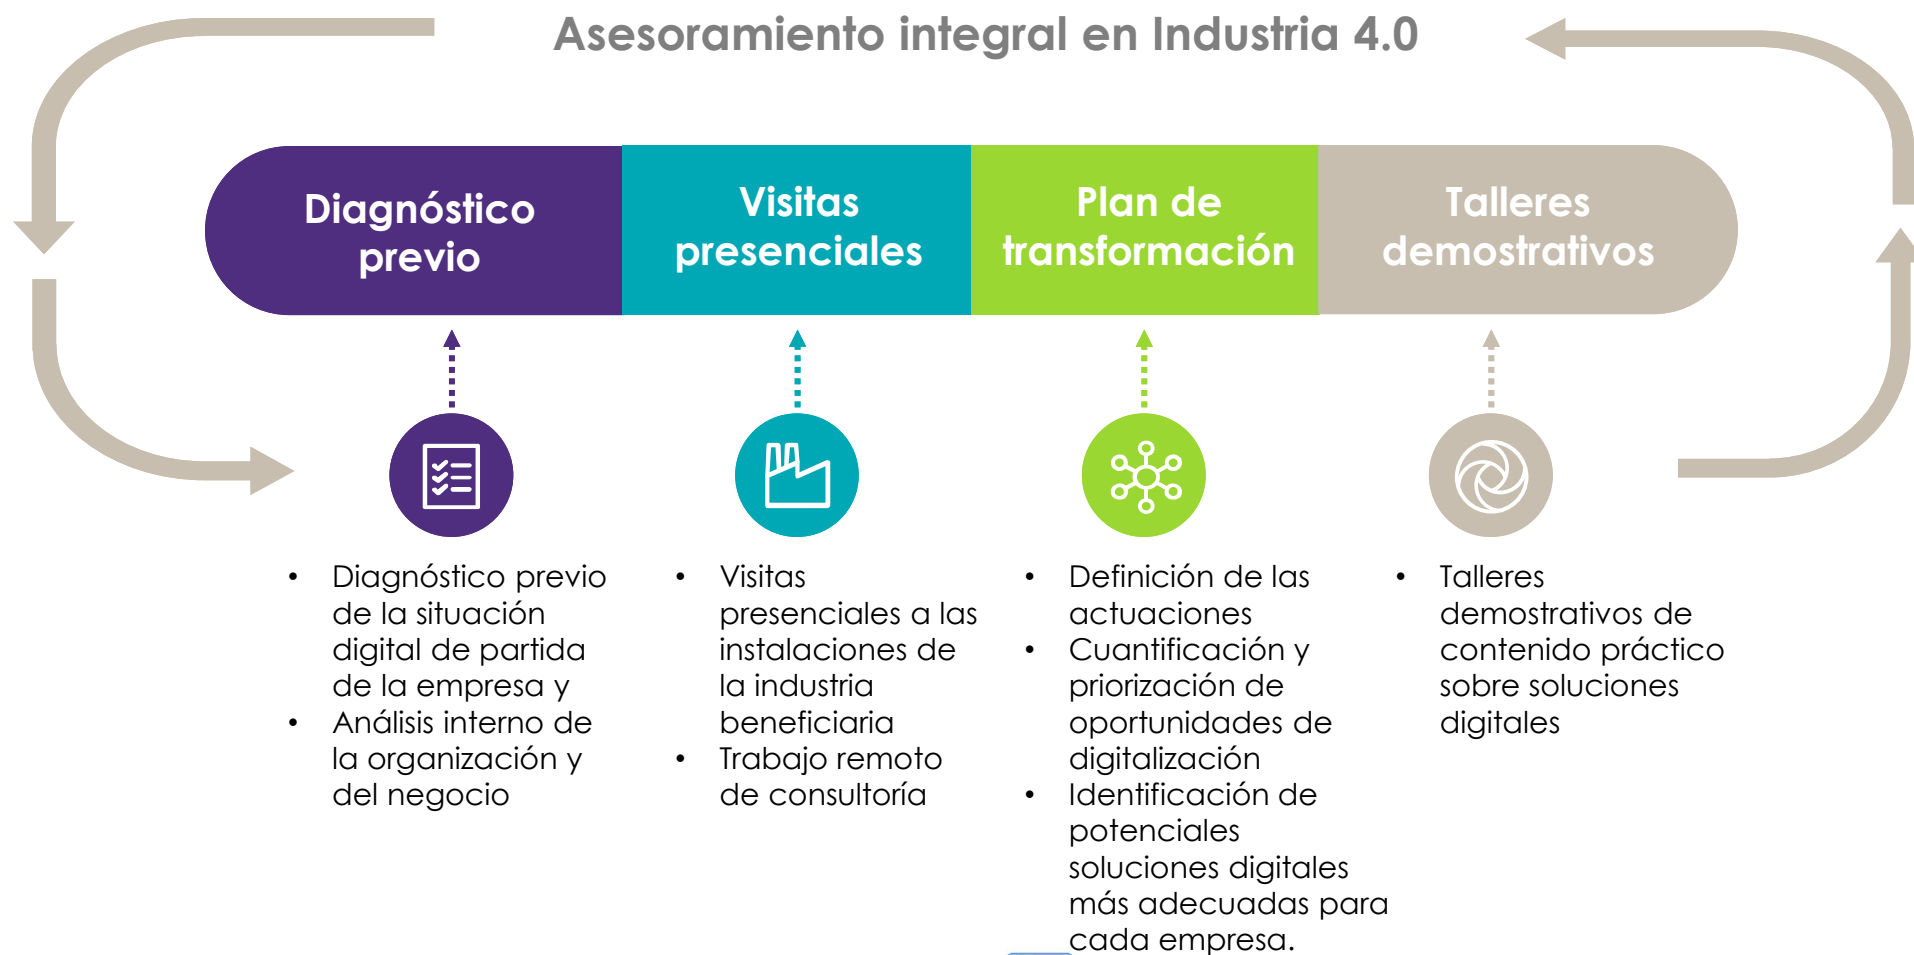 Asesoramiento integral en Industria 4.0
Diagnóstico
previo
Visitas
presenciales
Plan de
transformación
Talleres
demostrativos
• Diagnóstico previo
de la situación
digital de partida
de la empresa y
• Análisis interno de
la organización y
del negocio
• Visitas
presenciales a las
instalaciones de
la industria
beneficiaria
• Trabajo remoto
de consultoría
• Definición de las
actuaciones
• Cuantificación y
priorización de
oportunidades de
digitalización
• Identificación de
potenciales
soluciones digitales
más adecuadas para
cada empresa.
• Talleres
demostrativos de
contenido práctico
sobre soluciones
digitales